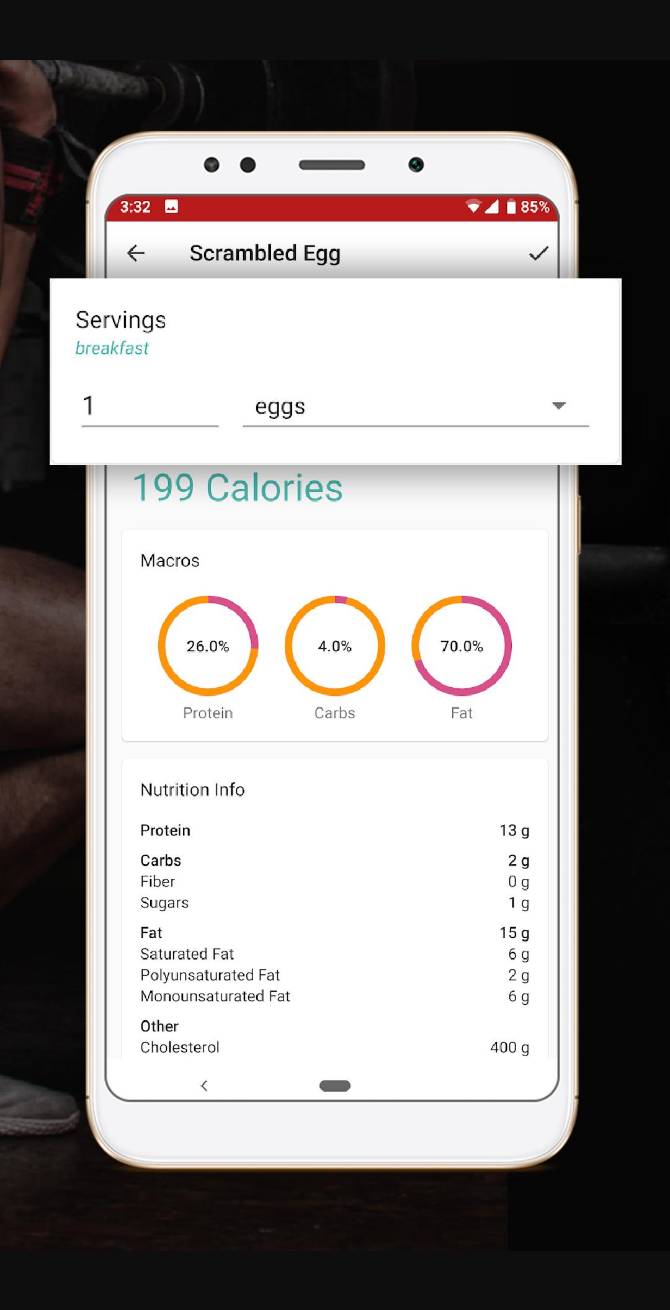 3:32 85%
Scrambled Egg
Servings
breakfast
1 eggs
199 Calories
Macros
26.0% 4.0% 70.0%
Protein Carbs Fat
Nutrition Info
Protein 13 g
Carbs 2 g
Fiber 0 g
Sugars 1 g
Fat 15 g
Saturated Fat 6 g
Polyunsaturated Fat 2 g
Monounsaturated Fat 6 g
Other
Cholesterol 400 g